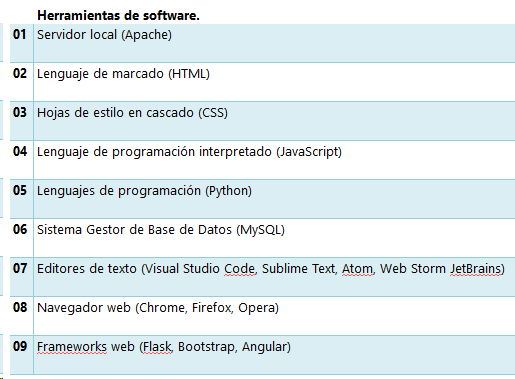 Herramientas de software.
01 Servidor local (Apache)
02 Lenguaje de marcado (HTML)
03 Hojas de estilo en cascado (CSS)
04 Lenguaje de programación interpretado (JavaScript)
05 Lenguajes de programación (Python)
06 Sistema Gestor de Base de Datos (MySQL)
07 Editores de texto (Visual Studio Code, Sublime Text, Atom, Web Storm JetBrains)
08 Navegador web (Chrome, Firefox, Opera)
09 Frameworks web (Flask, Bootstrap, Angular)